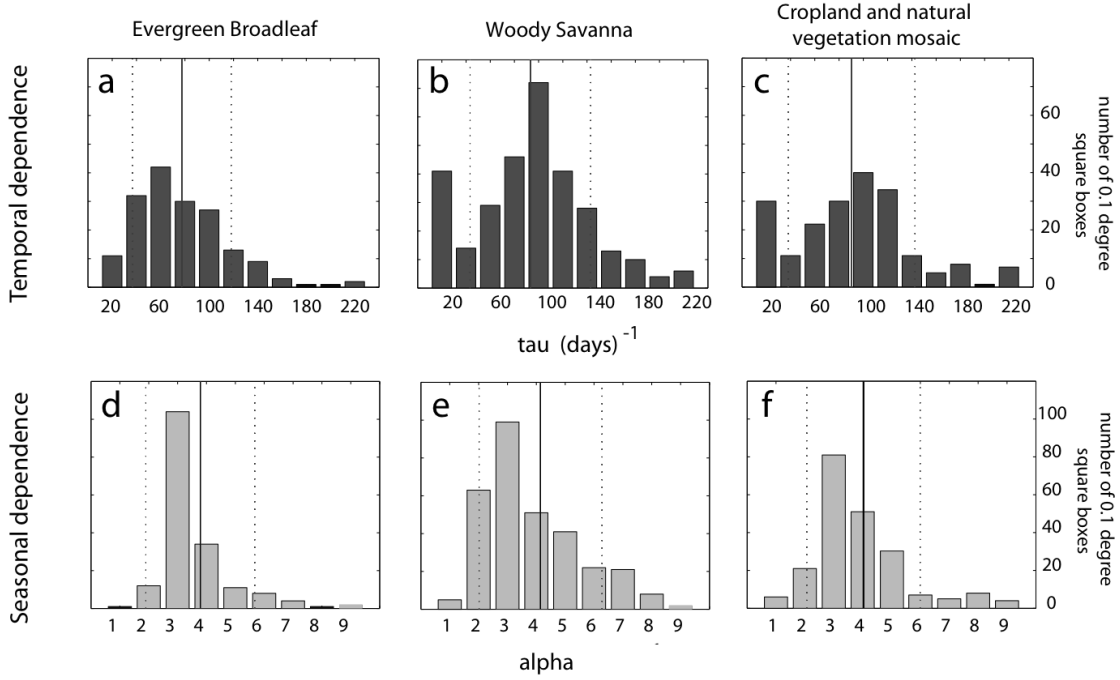 Evergreen Broadleaf
Woody Savanna
Cropland and natural
vegetation mosaic
Temporal dependence
a
b
c
60
40
20
0
number of 0.1 degree
square boxes
20 60 100 140 180 220
20 60 100 140 180 220
20 60 100 140 180 220
tau (days) -1
Seasonal dependence
d
e
f
100
80
60
40
20
0
number of 0.1 degree
square boxes
1 2 3 4 5 6 7 8 9
1 2 3 4 5 6 7 8 9
1 2 3 4 5 6 7 8 9
alpha